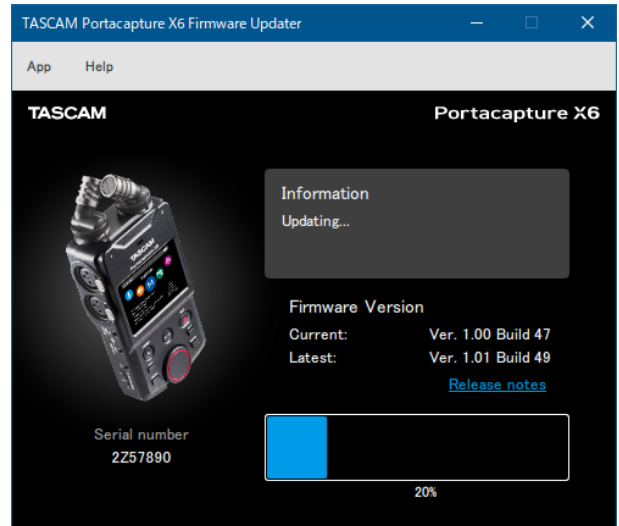 TASCAM Portacapture X6 Firmware Updater
App Help
TASCAM
Portacapture X6
Information
Updating...
Firmware Version
Current: Ver. 1.00 Build 47
Latest: Ver. 1.01 Build 49
Release notes
Serial number
2Z57890
20%